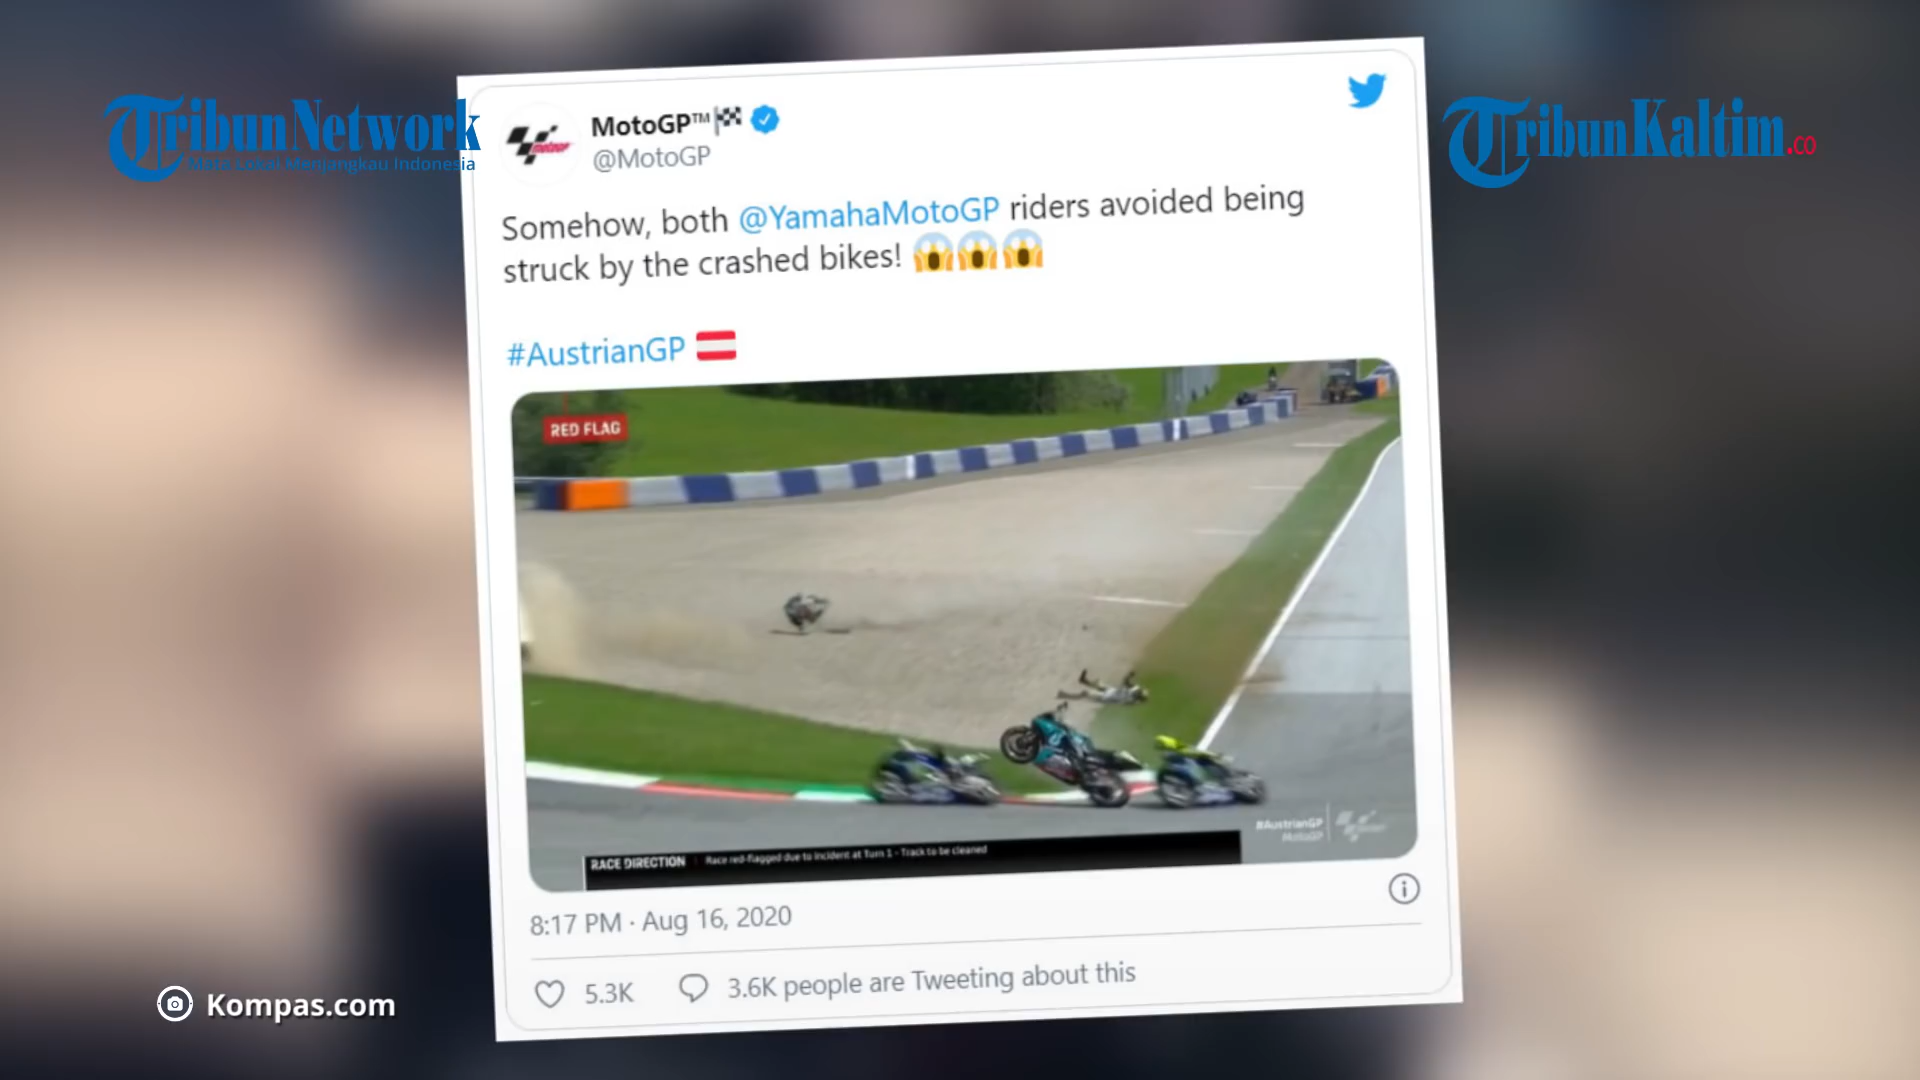 TribunNetwork
Mata Lokal Menjangkau Indonesia
TribunKaltim.co
MotoGP™🏁
@MotoGP
Somehow, both @YamahaMotoGP riders avoided being
struck by the crashed bikes! 😱😱😱
#AustrianGP 🇦🇹
RED FLAG
#AustrianGP
MotoGP
RACE DIRECTION Race red-flagged due to incident at Turn 1 - Track to be cleaned
8:17 PM · Aug 16, 2020
5.3K 3.6K people are Tweeting about this
Kompas.com